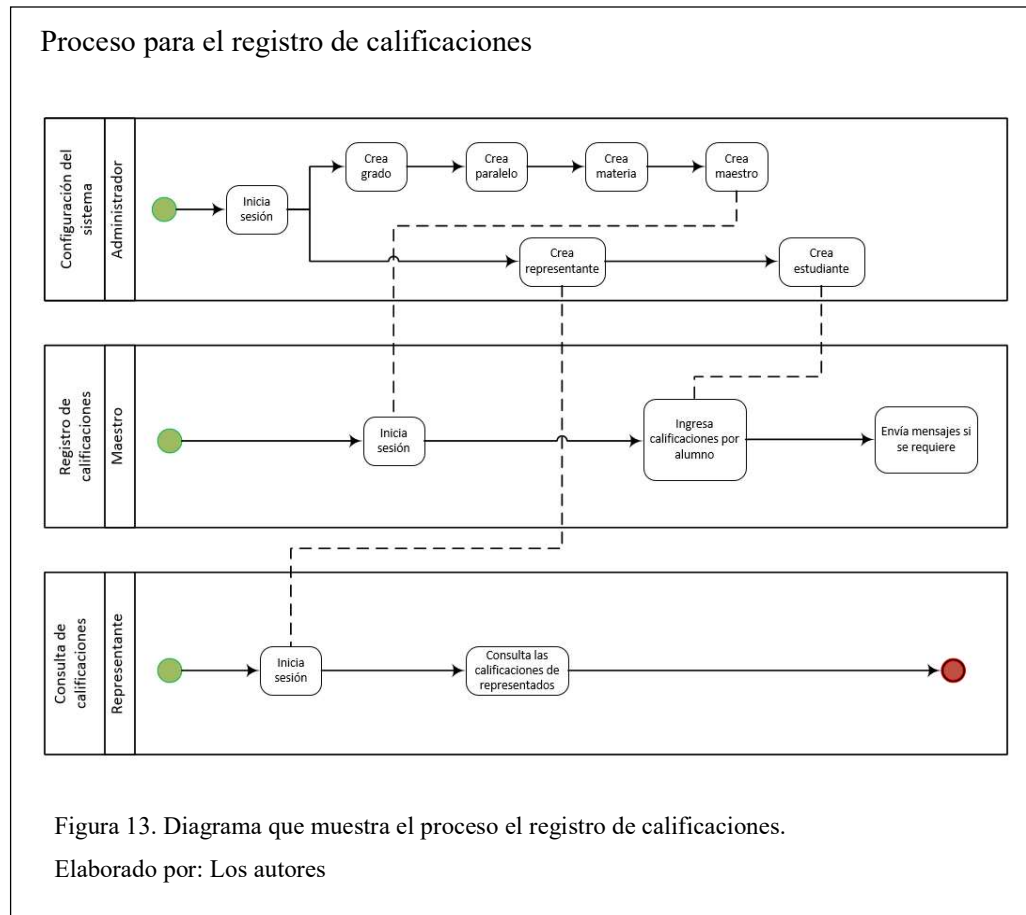 Proceso para el registro de calificaciones
Configuración del
sistema
Administrador
Inicia
sesión
Crea
grado
Crea
paralelo
Crea
materia
Crea
maestro
Crea
representante
Crea
estudiante
Registro de
calificaciones
Maestro
Inicia
sesión
Ingresa
calificaciones por
alumno
Envía mensajes si
se requiere
Consulta de
calificaciones
Representante
Inicia
sesión
Consulta las
calificaciones de
representados
Figura 13. Diagrama que muestra el proceso el registro de calificaciones.
Elaborado por: Los autores